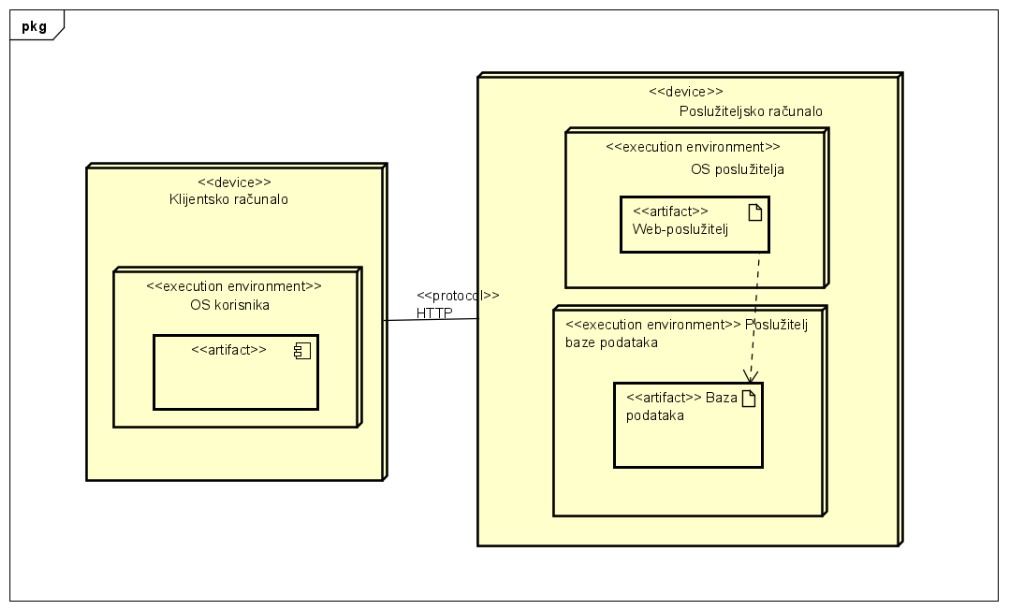 pkg
<<device>>
Klijentsko računalo
<<execution environment>>
OS korisnika
<<artifact>>
<<protocol>>
HTTP
<<device>>
Poslužiteljsko računalo
<<execution environment>>
OS poslužitelja
<<artifact>>
Web-poslužitelj
<<execution environment>> Poslužitelj
baze podataka
<<artifact>> Baza
podataka